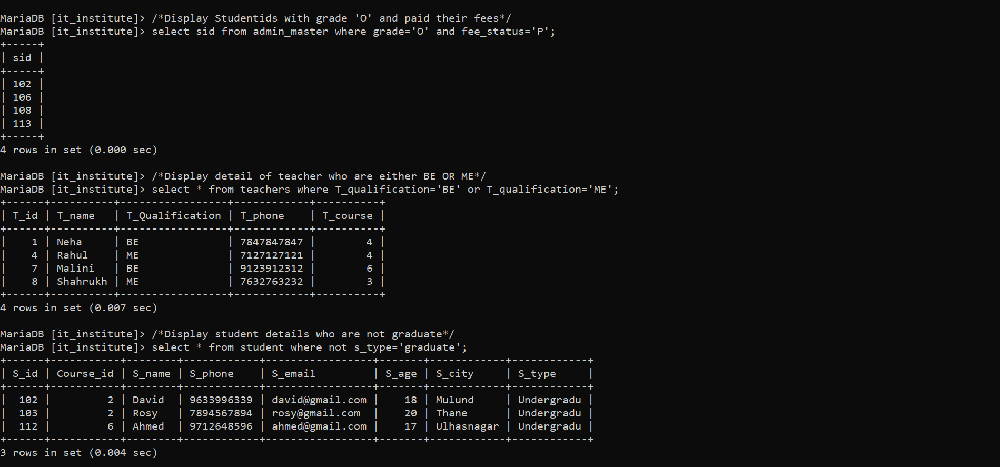 MariaDB [it_institute]> /*Display Studentids with grade 'O' and paid their fees*/
MariaDB [it_institute]> select sid from admin_master where grade='O' and fee_status='P';
+-----+
| sid |
+-----+
| 102 |
| 106 |
| 108 |
| 113 |
+-----+
4 rows in set (0.000 sec)

MariaDB [it_institute]> /*Display detail of teacher who are either BE OR ME*/
MariaDB [it_institute]> select * from teachers where T_qualification='BE' or T_qualification='ME';
+------+----------+-----------------+------------+----------+
| T_id | T_name   | T_Qualification | T_phone    | T_course |
+------+----------+-----------------+------------+----------+
|    1 | Neha     | BE              | 7847847847 |        4 |
|    4 | Rahul    | ME              | 7127127121 |        4 |
|    7 | Malini   | BE              | 9123912312 |        6 |
|    8 | Shahrukh | ME              | 7632763232 |        3 |
+------+----------+-----------------+------------+----------+
4 rows in set (0.007 sec)

MariaDB [it_institute]> /*Display student details who are not graduate*/
MariaDB [it_institute]> select * from student where not s_type='graduate';
+------+-----------+--------+------------+-----------------+-------+------------+------------+
| S_id | Course_id | S_name | S_phone    | S_email         | S_age | S_city     | S_type     |
+------+-----------+--------+------------+-----------------+-------+------------+------------+
|  102 |         2 | David  | 9633996339 | david@gmail.com |    18 | Mulund     | Undergradu |
|  103 |         2 | Rosy   | 7894567894 | rosy@gmail.com  |    20 | Thane      | Undergradu |
|  112 |         6 | Ahmed  | 9712648596 | ahmed@gmail.com |    17 | Ulhasnagar | Undergradu |
+------+-----------+--------+------------+-----------------+-------+------------+------------+
3 rows in set (0.004 sec)